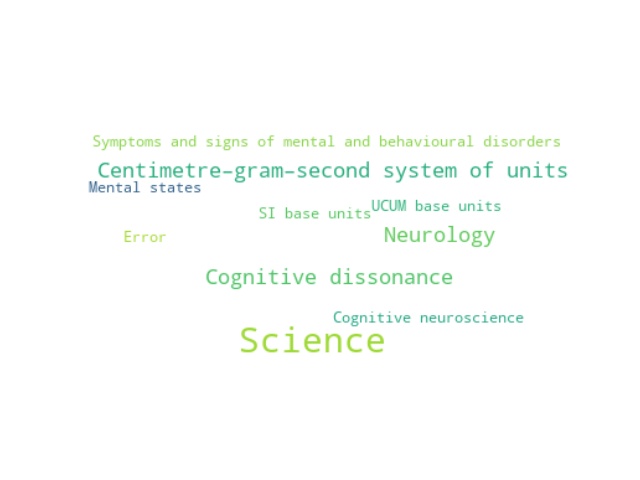 Symptoms and signs of mental and behavioural disorders
Centimetre-gram-second system of units
Mental states
UCUM base units
SI base units
Neurology
Error
Cognitive dissonance
Cognitive neuroscience
Science